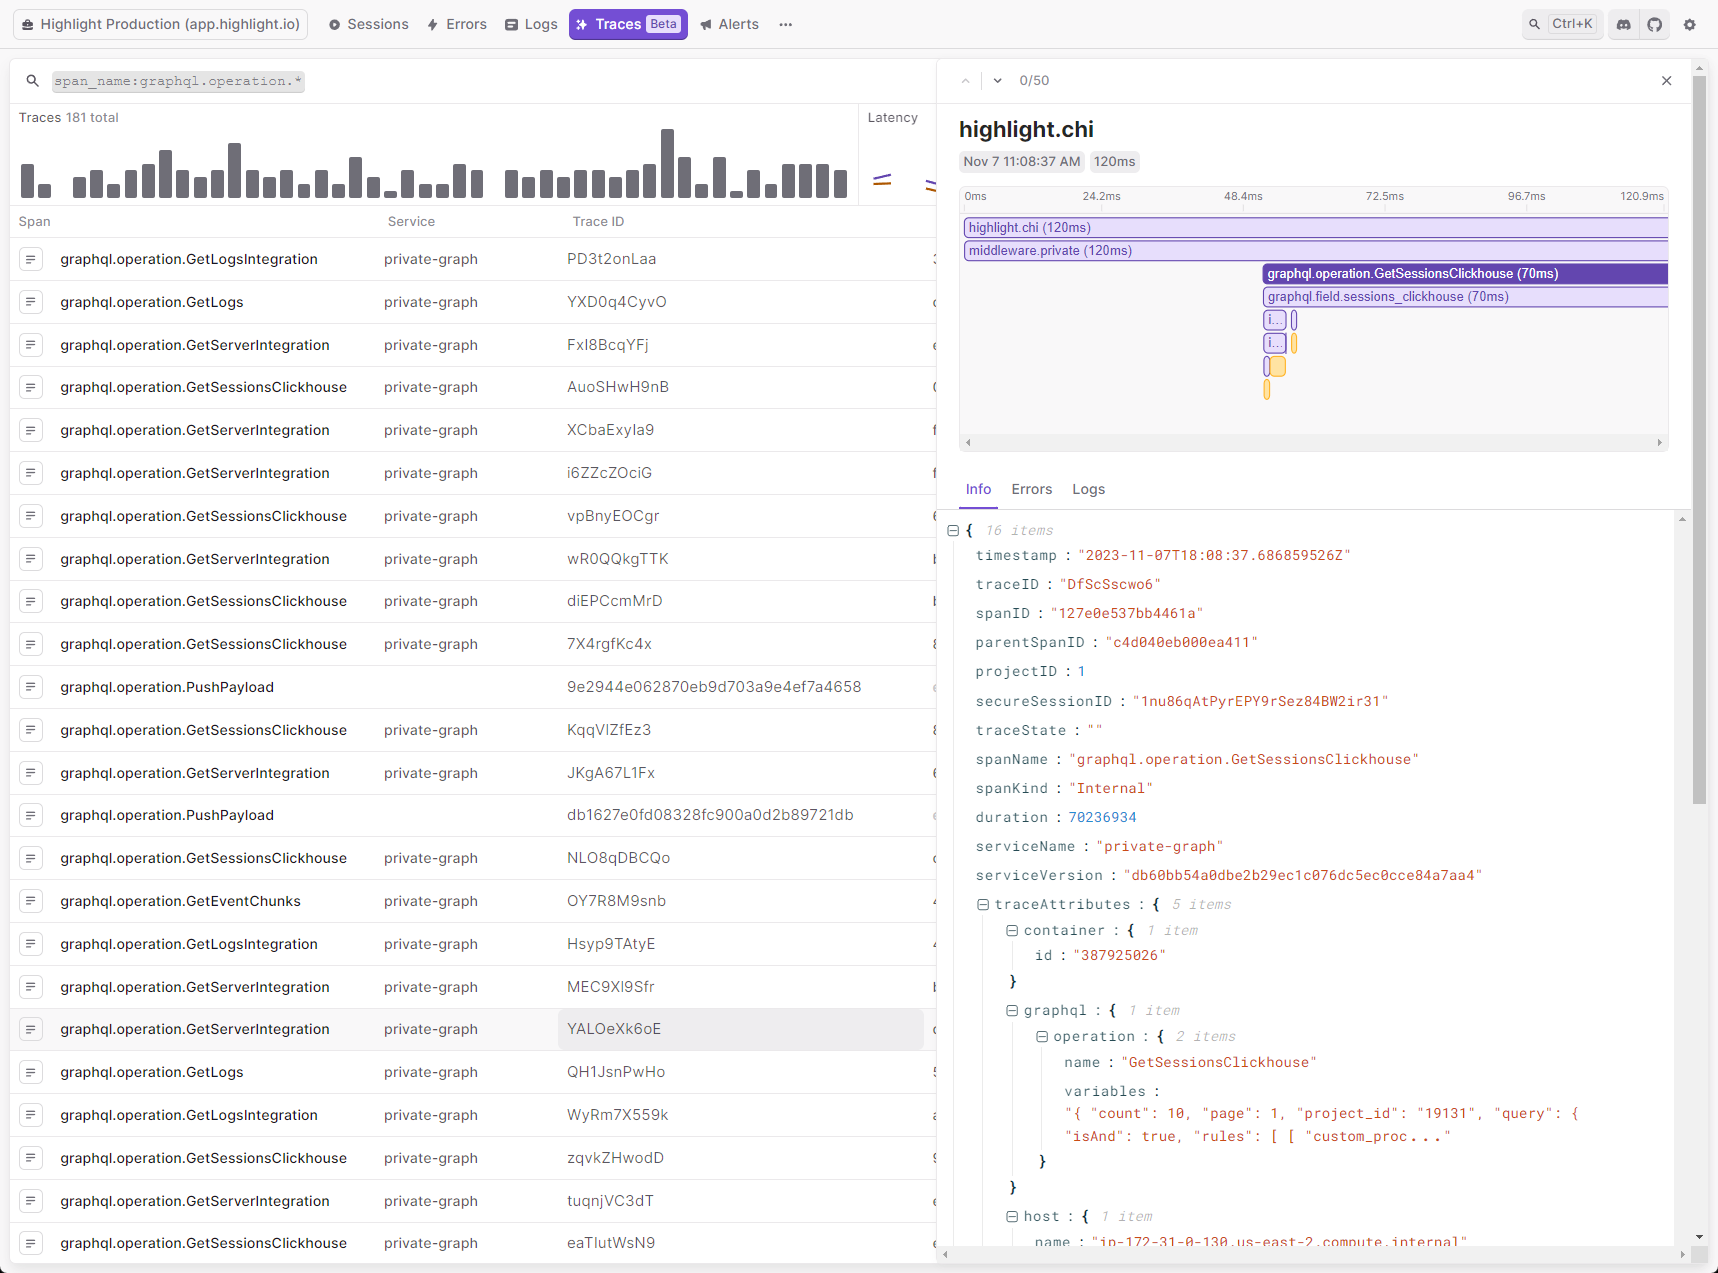 Highlight Production (app.highlight.io) Sessions Errors Logs Traces Beta Alerts ··· Ctrl+K
span_name:graphql.operation.*
Traces 181 total
Latency
Span Service Trace ID
graphql.operation.GetLogsIntegration private-graph PD3t2onLaa
graphql.operation.GetLogs private-graph YXD0q4CyvO
graphql.operation.GetServerIntegration private-graph FxI8BcqYFj
graphql.operation.GetSessionsClickhouse private-graph AuoSHwH9nB
graphql.operation.GetServerIntegration private-graph XCbaExyIa9
graphql.operation.GetServerIntegration private-graph i6ZZcZOciG
graphql.operation.GetSessionsClickhouse private-graph vpBnyEOCgr
graphql.operation.GetServerIntegration private-graph wR0QQkgTTK
graphql.operation.GetSessionsClickhouse private-graph diEPCcmMrD
graphql.operation.GetServerIntegration private-graph 7X4rgfKc4x
graphql.operation.PushPayload 9e2944e062870eb9d703a9e4ef7a4658
graphql.operation.GetSessionsClickhouse private-graph KqqVIZfEz3
graphql.operation.GetServerIntegration private-graph JKgA67L1Fx
graphql.operation.PushPayload db1627e0fd08328fc900a0d2b89721db
graphql.operation.GetSessionsClickhouse private-graph NLO8qDBCQo
graphql.operation.GetEventChunks private-graph OY7R8M9snb
graphql.operation.GetLogsIntegration private-graph Hsyp9TAtyE
graphql.operation.GetServerIntegration private-graph MEC9XI9Sfr
graphql.operation.GetServerIntegration private-graph YALOeXk6oE
graphql.operation.GetLogs private-graph QH1JsnPwHo
graphql.operation.GetLogsIntegration private-graph WyRm7X559k
graphql.operation.GetSessionsClickhouse private-graph zqvkZHwodD
graphql.operation.GetServerIntegration private-graph tuqnjVC3dT
graphql.operation.GetSessionsClickhouse private-graph eaTIutWsN9
0/50
highlight.chi
Nov 7 11:08:37 AM 120ms
0ms 24.2ms 48.4ms 72.5ms 96.7ms 120.9ms
highlight.chi (120ms)
middleware.private (120ms)
graphql.operation.GetSessionsClickhouse (70ms)
graphql.field.sessions_clickhouse (70ms)
i...
i...
Info Errors Logs
{ 16 items
timestamp : "2023-11-07T18:08:37.686859526Z"
traceID : "DfScSscwo6"
spanID : "127e0e537bb4461a"
parentSpanID : "c4d040eb000ea411"
projectID : 1
secureSessionID : "1nu86qAtPyrEPY9rSez84BW2ir31"
traceState : ""
spanName : "graphql.operation.GetSessionsClickhouse"
spanKind : "Internal"
duration : 70236934
serviceName : "private-graph"
serviceVersion : "db60bb54a0dbe2b29ec1c076dc5ec0cce84a7aa4"
traceAttributes : { 5 items
container : { 1 item
id : "387925026"
}
graphql : { 1 item
operation : { 2 items
name : "GetSessionsClickhouse"
variables :
"{ "count": 10, "page": 1, "project_id": "19131", "query": {
"isAnd": true, "rules": [ [ "custom_proc..."
}
}
host : { 1 item
name : "ip-172-31-0-130.us-east-2.compute.internal"